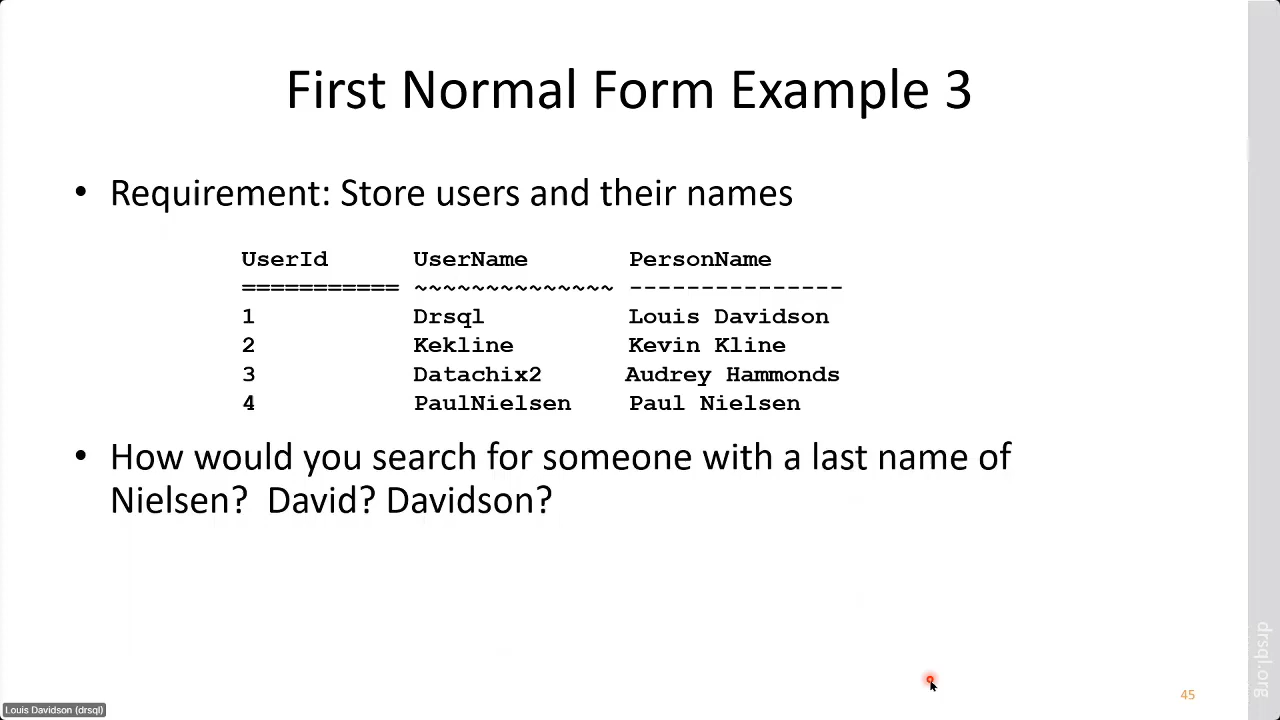 First Normal Form Example 3
• Requirement: Store users and their names
UserId UserName PersonName
=========== ~~~~~~~~~~~~~~ ---------------
1 Drsql Louis Davidson
2 Kekline Kevin Kline
3 Datachix2 Audrey Hammonds
4 PaulNielsen Paul Nielsen
• How would you search for someone with a last name of
Nielsen? David? Davidson?
drsql.org
45
Louis Davidson (drsql)